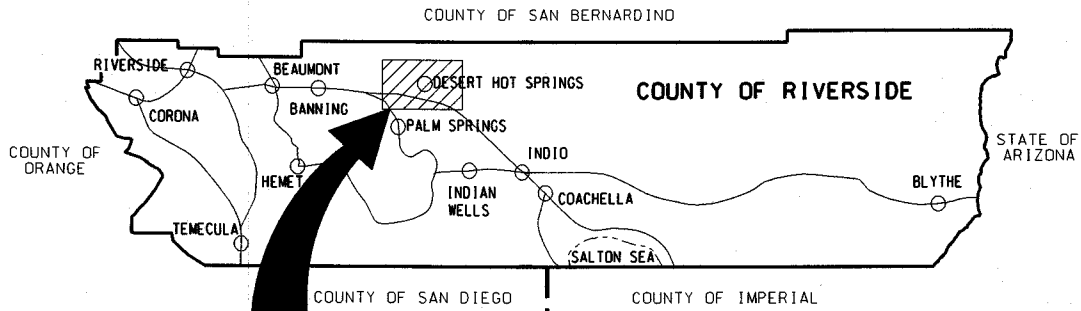 COUNTY OF SAN BERNARDINO
RIVERSIDE
BEAUMONT
DESERT HOT SPRINGS
COUNTY OF RIVERSIDE
CORONA
BANNING
PALM SPRINGS
COUNTY OF
ORANGE
STATE OF
ARIZONA
INDIO
HEMET
INDIAN
WELLS
COACHELLA
BLYTHE
TEMECULA
SALTON SEA
COUNTY OF SAN DIEGO
COUNTY OF IMPERIAL